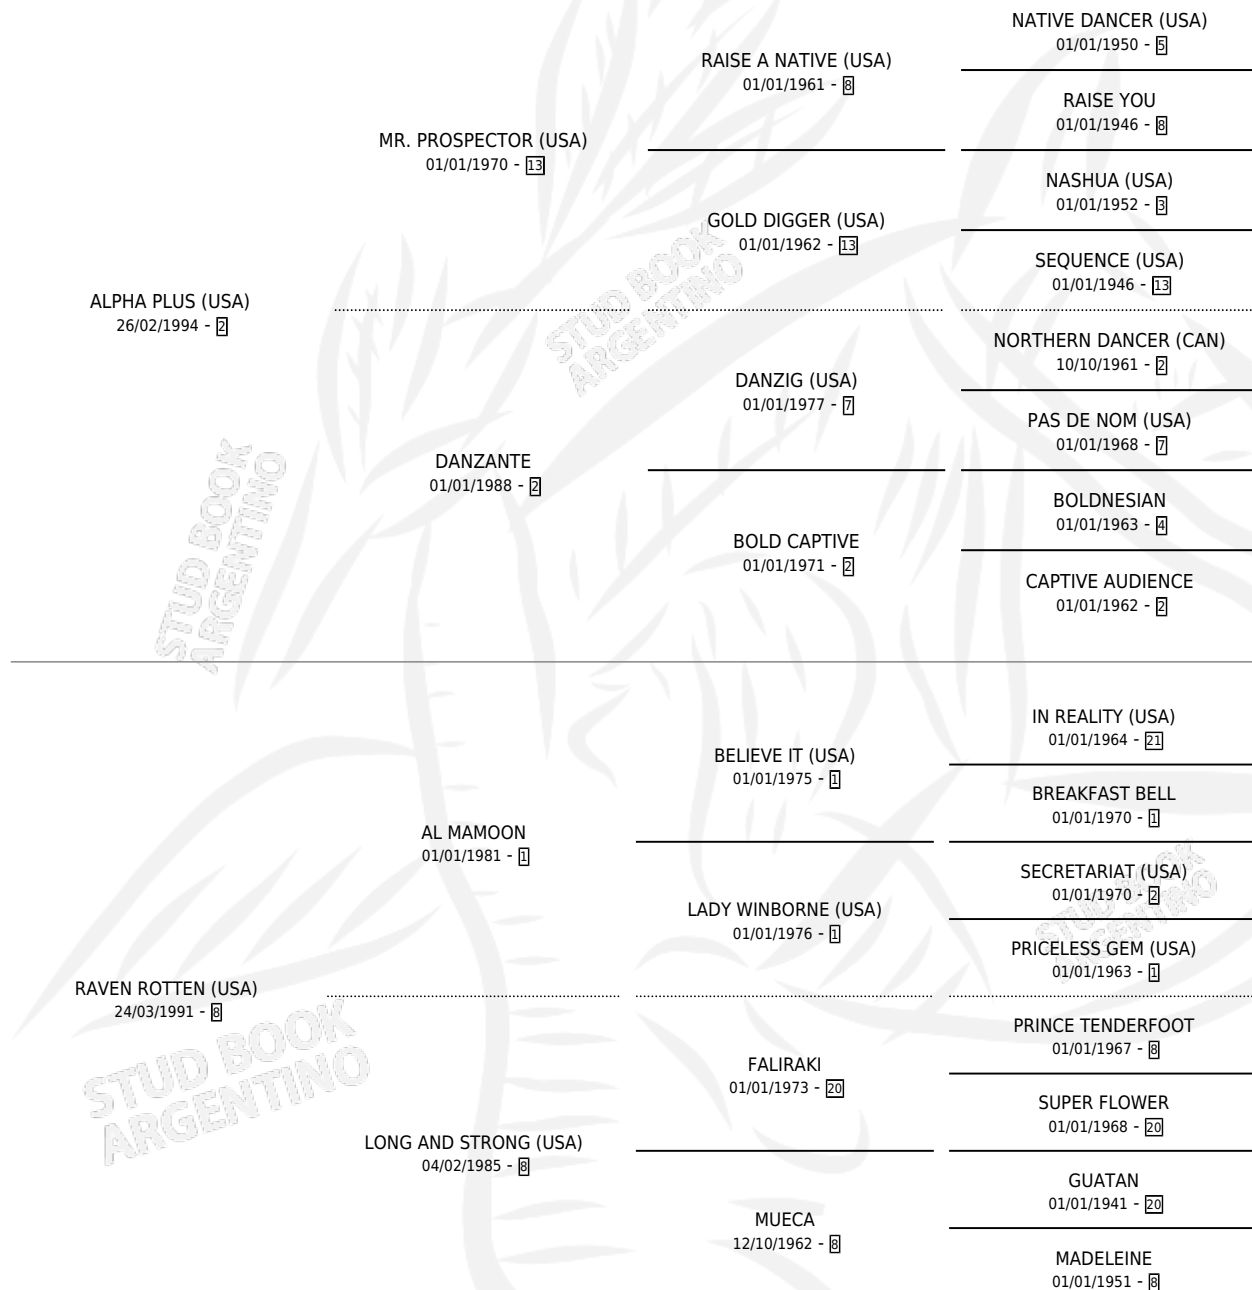 NATIVE DANCER (USA)
01/01/1950 - 5
RAISE A NATIVE (USA)
01/01/1961 - 8
RAISE YOU
01/01/1946 - 8
MR. PROSPECTOR (USA)
01/01/1970 - 13
NASHUA (USA)
01/01/1952 - 3
GOLD DIGGER (USA)
01/01/1962 - 13
SEQUENCE (USA)
01/01/1946 - 13
ALPHA PLUS (USA)
26/02/1994 - 2
NORTHERN DANCER (CAN)
10/10/1961 - 2
DANZIG (USA)
01/01/1977 - 7
PAS DE NOM (USA)
01/01/1968 - 7
DANZANTE
01/01/1988 - 2
BOLDNESIAN
01/01/1963 - 4
BOLD CAPTIVE
01/01/1971 - 2
CAPTIVE AUDIENCE
01/01/1962 - 2
IN REALITY (USA)
01/01/1964 - 21
BELIEVE IT (USA)
01/01/1975 - 1
BREAKFAST BELL
01/01/1970 - 1
AL MAMOON
01/01/1981 - 1
SECRETARIAT (USA)
01/01/1970 - 2
LADY WINBORNE (USA)
01/01/1976 - 1
PRICELESS GEM (USA)
01/01/1963 - 1
RAVEN ROTTEN (USA)
24/03/1991 - 8
PRINCE TENDERFOOT
01/01/1967 - 8
FALIRAKI
01/01/1973 - 20
SUPER FLOWER
01/01/1968 - 20
LONG AND STRONG (USA)
04/02/1985 - 8
GUATAN
01/01/1941 - 20
MUECA
12/10/1962 - 8
MADELEINE
01/01/1951 - 8
STUD BOOK
ARGENTINO
STUD BOOK
ARGENTINO
STUD BOOK
ARGENTINO
STUD BOOK
ARGENTINO